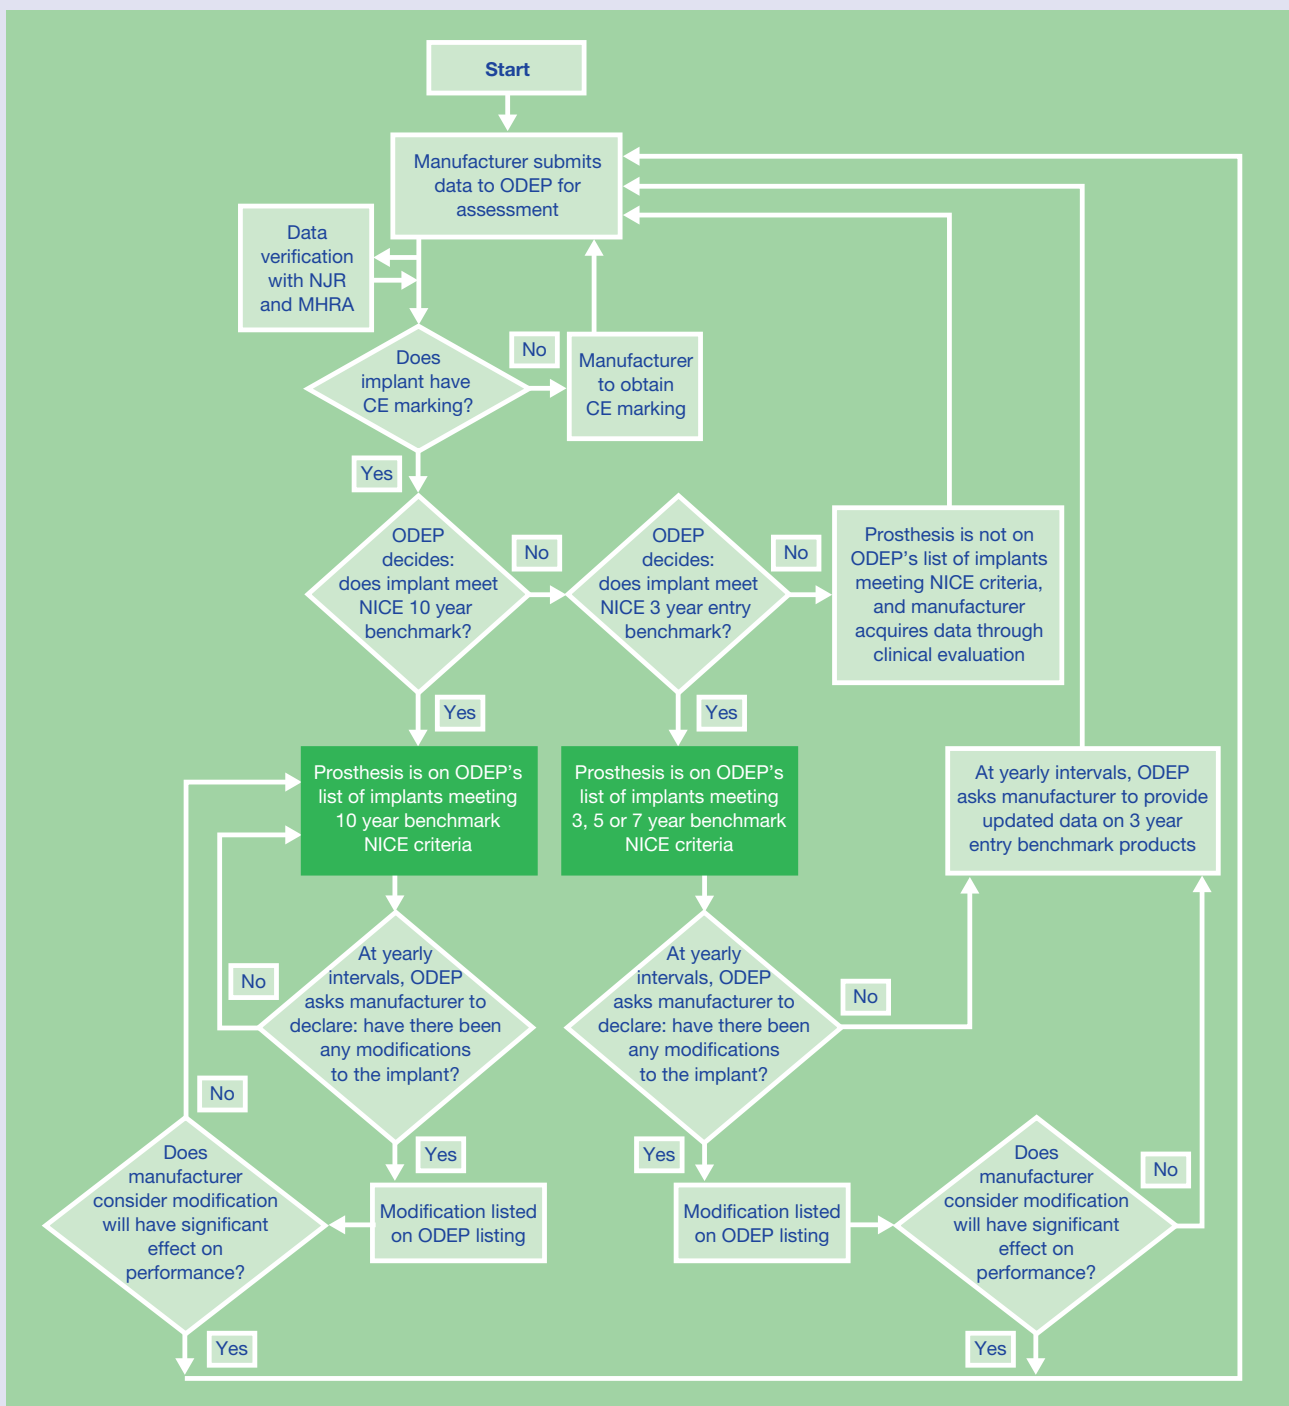 Start
Manufacturer submits
data to ODEP for
assessment
Data
verification
with NJR
and MHRA
Does
implant have
CE marking?
No
Manufacturer
to obtain
CE marking
Yes
ODEP
decides:
does implant meet
NICE 10 year
benchmark?
No
ODEP
decides:
does implant meet
NICE 3 year entry
benchmark?
No
Prosthesis is not on
ODEP's list of implants
meeting NICE criteria,
and manufacturer
acquires data through
clinical evaluation
Yes
Yes
Prosthesis is on ODEP's
list of implants meeting
10 year benchmark
NICE criteria
Prosthesis is on ODEP's
list of implants meeting
3, 5 or 7 year benchmark
NICE criteria
At yearly intervals, ODEP
asks manufacturer to provide
updated data on 3 year
entry benchmark products
No
At yearly
intervals, ODEP
asks manufacturer to
declare: have there been
any modifications
to the implant?
At yearly
intervals, ODEP
asks manufacturer to
declare: have there been
any modifications
to the implant?
No
No
Yes
Yes
Does
manufacturer
consider modification
will have significant
effect on
performance?
Modification listed
on ODEP listing
Modification listed
on ODEP listing
Does
manufacturer
consider modification
will have significant
effect on
performance?
No
Yes
Yes